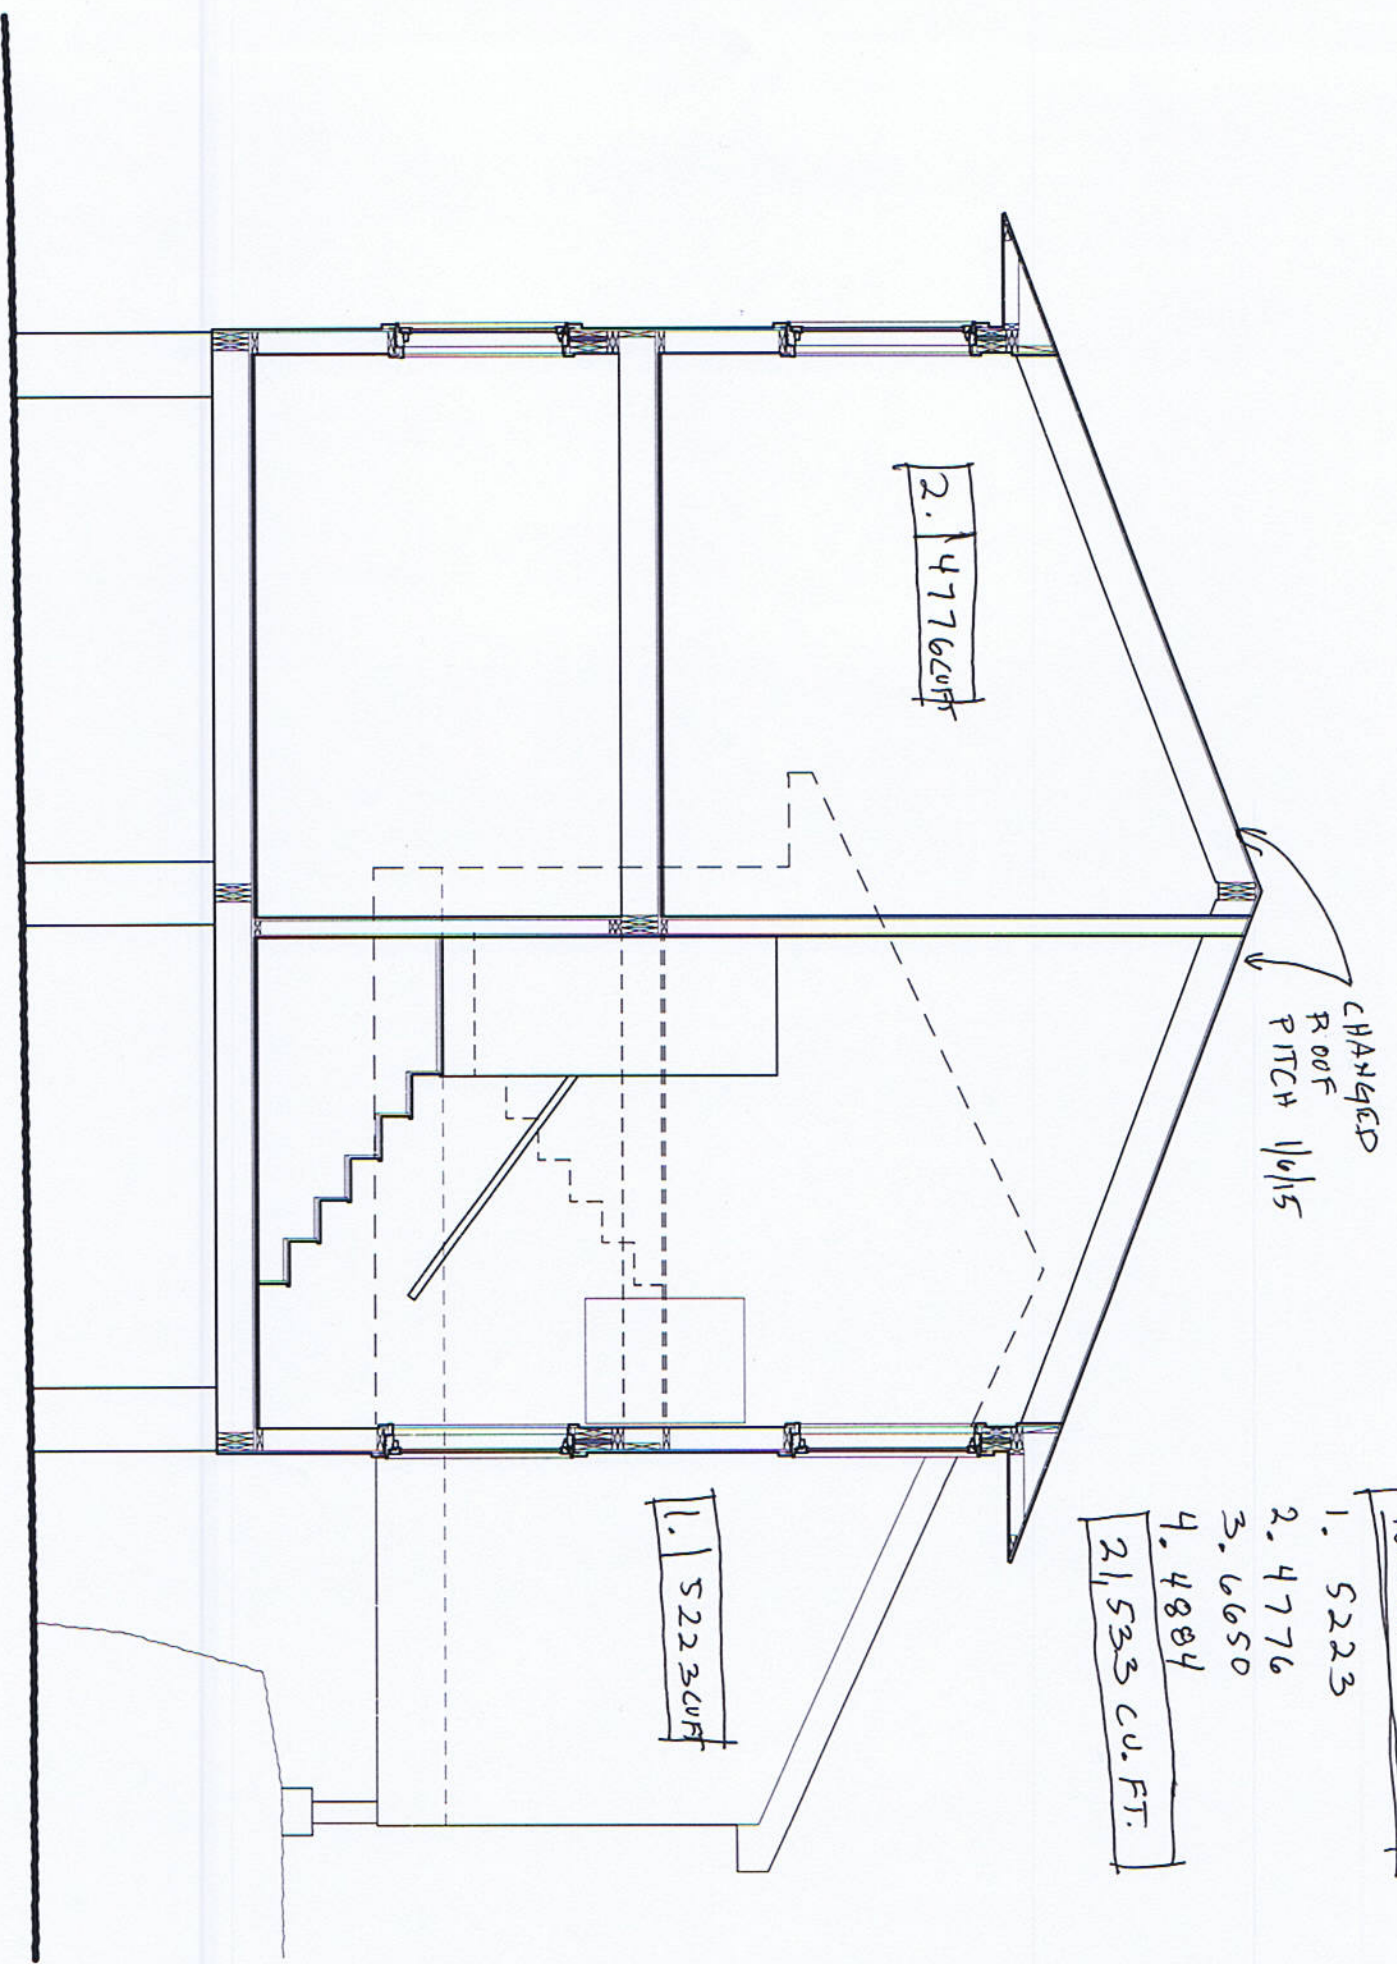 CHANGED
ROOF
PITCH 1/6/15
2. 4776 CUFT
1. 5223 CUFT
1. 5223
2. 4776
3. 6650
4. 4884
21,533 CU. FT.